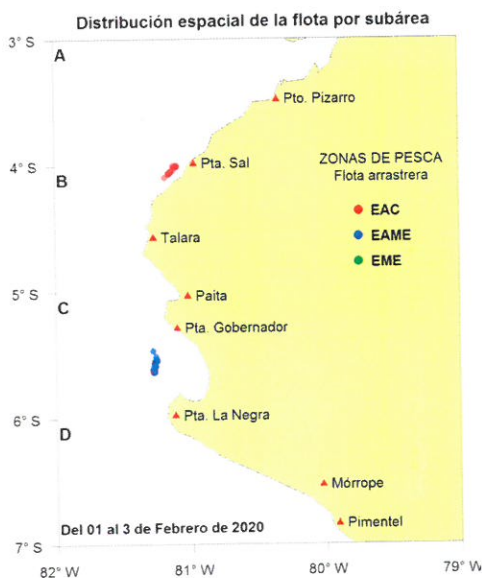 Distribución espacial de la flota por subárea
3° S
A
Pto. Pizarro
4° S
Pta. Sal
ZONAS DE PESCA
Flota arrastrera
B
EAC
Talara
EAME
EME
5° S
Paita
C
Pta. Gobernador
6° S
Pta. La Negra
D
Mórrope
Pimentel
Del 01 al 3 de Febrero de 2020
7° S
82° W
81° W
80° W
79° W